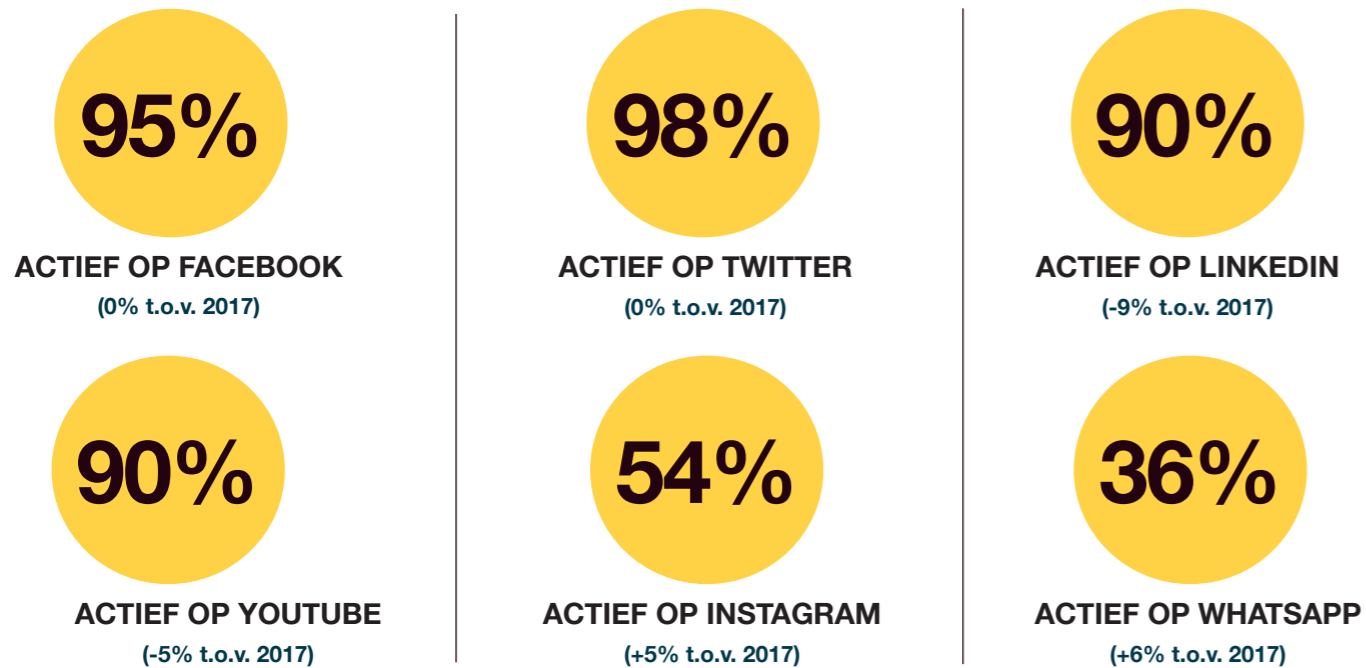 95%
ACTIEF OP FACEBOOK
(0% t.o.v. 2017)
98%
ACTIEF OP TWITTER
(0% t.o.v. 2017)
90%
ACTIEF OP LINKEDIN
(-9% t.o.v. 2017)
90%
ACTIEF OP YOUTUBE
(-5% t.o.v. 2017)
54%
ACTIEF OP INSTAGRAM
(+5% t.o.v. 2017)
36%
ACTIEF OP WHATSAPP
(+6% t.o.v. 2017)